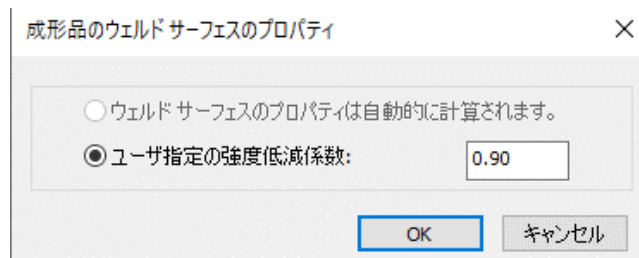 成形品のウェルド サーフェスのプロパティ
ウェルド サーフェスのプロパティは自動的に計算されます。
ユーザ指定の強度低減係数: 0.90
OK キャンセル